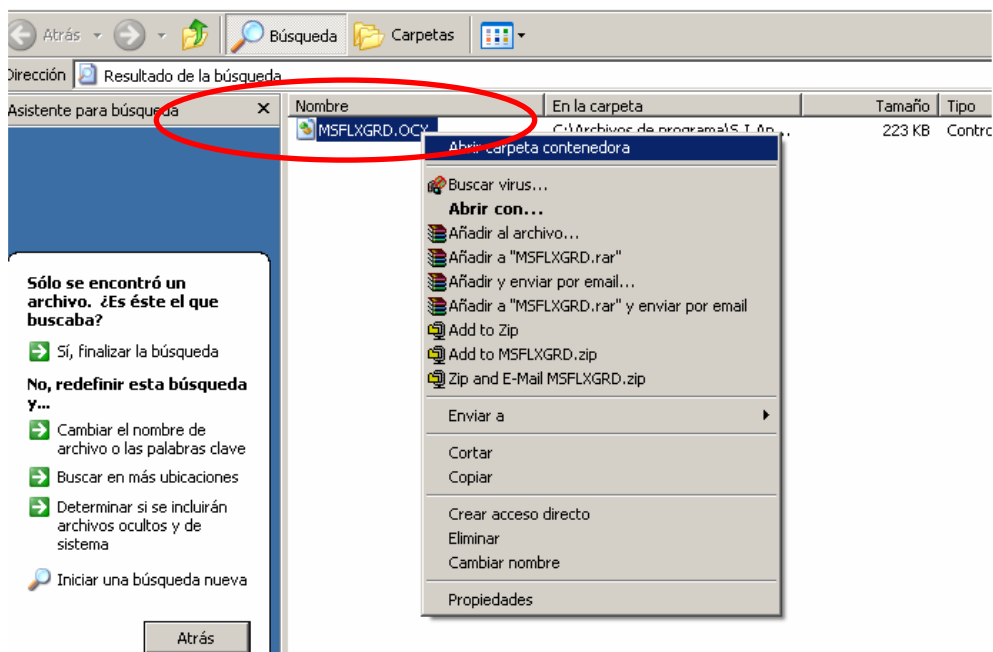 Atrás
Búsqueda
Carpetas
Dirección
Resultado de la búsqueda
Asistente para búsqueda
x
Nombre
En la carpeta
Tamaño
Tipo
MSFLXGRD.OCX
C:\Archivos de programa\S.I.Ap...
223 KB
Contro
Abrir carpeta contenedora
Buscar virus...
Abrir con...
Añadir al archivo...
Añadir a "MSFLXGRD.rar"
Añadir y enviar por email...
Añadir a "MSFLXGRD.rar" y enviar por email
Add to Zip
Add to MSFLXGRD.zip
Zip and E-Mail MSFLXGRD.zip
Enviar a
Cortar
Copiar
Crear acceso directo
Eliminar
Cambiar nombre
Propiedades
Sólo se encontró un
archivo. ¿Es éste el que
buscaba?
Sí, finalizar la búsqueda
No, redefinir esta búsqueda
y...
Cambiar el nombre de
archivo o las palabras clave
Buscar en más ubicaciones
Determinar si se incluirán
archivos ocultos y de
sistema
Iniciar una búsqueda nueva
Atrás